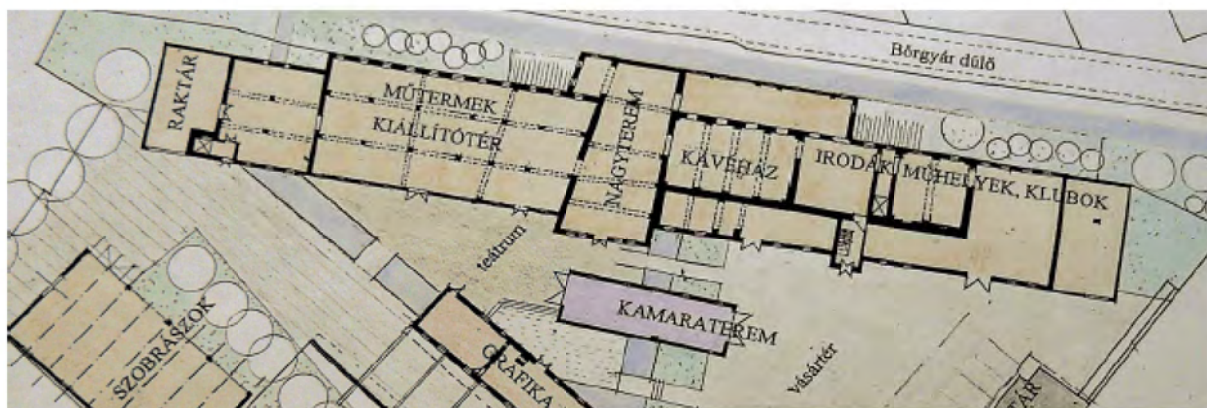 Bőrgyár dűlő
RAKTÁR
MŰTERMEK
KIÁLLÍTÓTÉR
NAGYTEREM
KÁVÉHÁZ
IRODÁK, MŰHELYEK, KLUBOK
teátrum
KAMARATEREM
vásártér
SZOBRÁSZOK
GRAFIKA